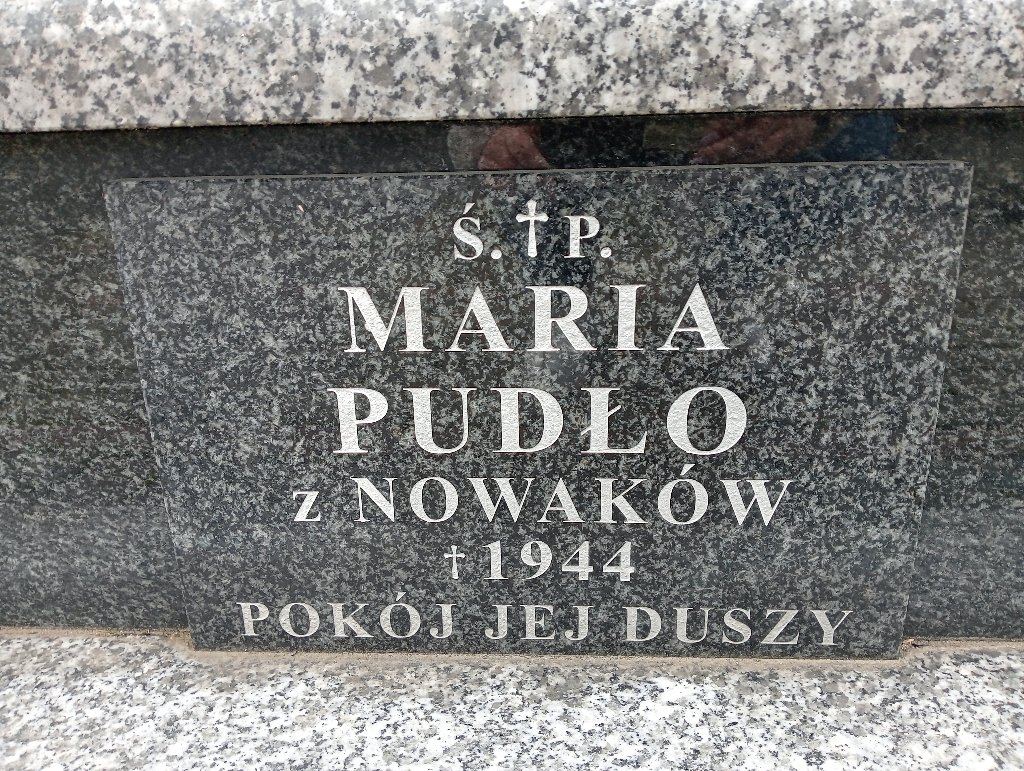 Ś. † P.
MARIA
PUDŁO
z NOWAKÓW
† 1944
POKÓJ JEJ DUSZY